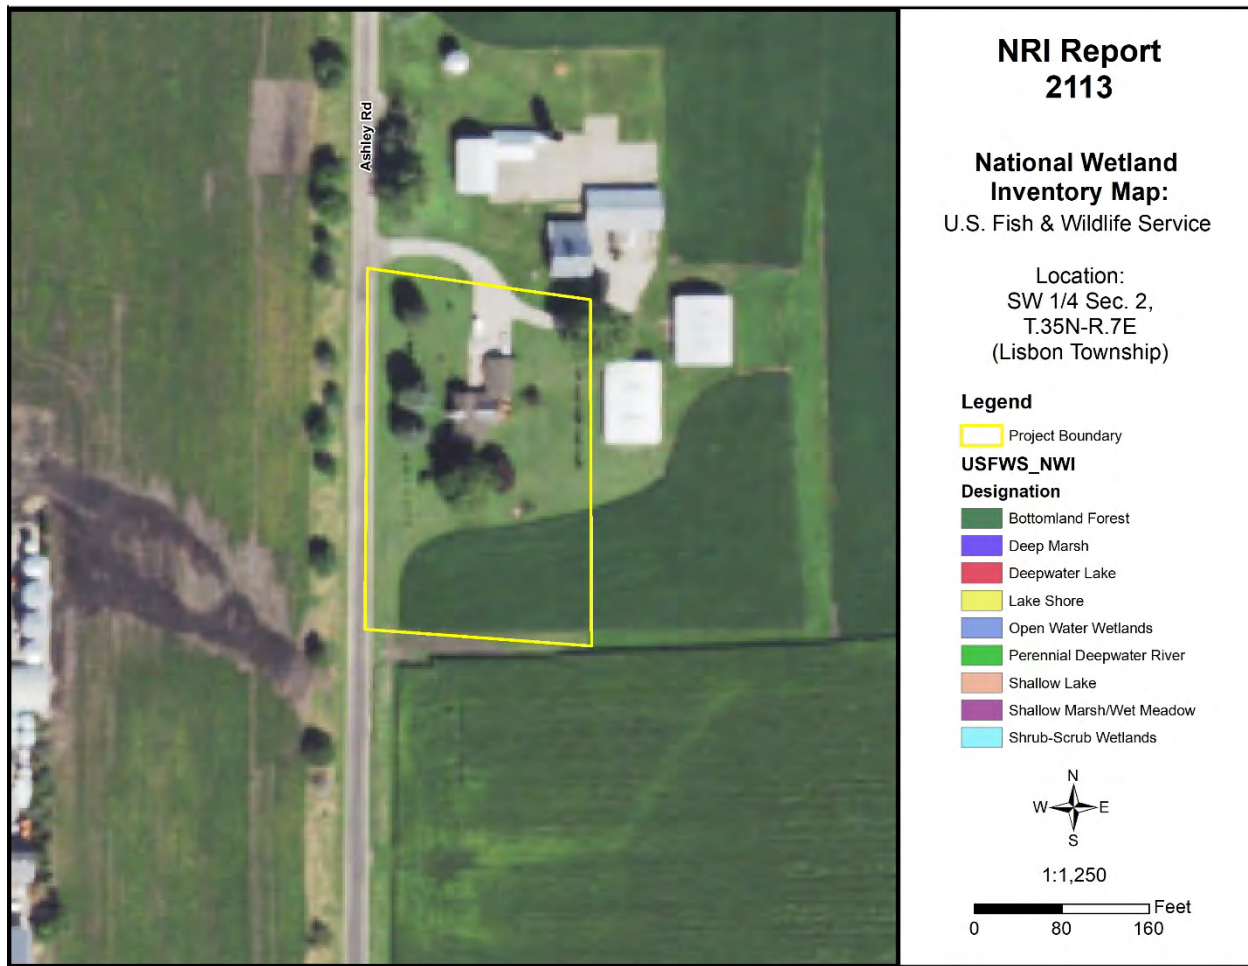 Ashley Rd
NRI Report
2113
National Wetland
Inventory Map:
U.S. Fish & Wildlife Service
Location:
SW 1/4 Sec. 2,
T.35N-R.7E
(Lisbon Township)
Legend
Project Boundary
USFWS_NWI
Designation
Bottomland Forest
Deep Marsh
Deepwater Lake
Lake Shore
Open Water Wetlands
Perennial Deepwater River
Shallow Lake
Shallow Marsh/Wet Meadow
Shrub-Scrub Wetlands
N
W E
S
1:1,250
Feet
0 80 160